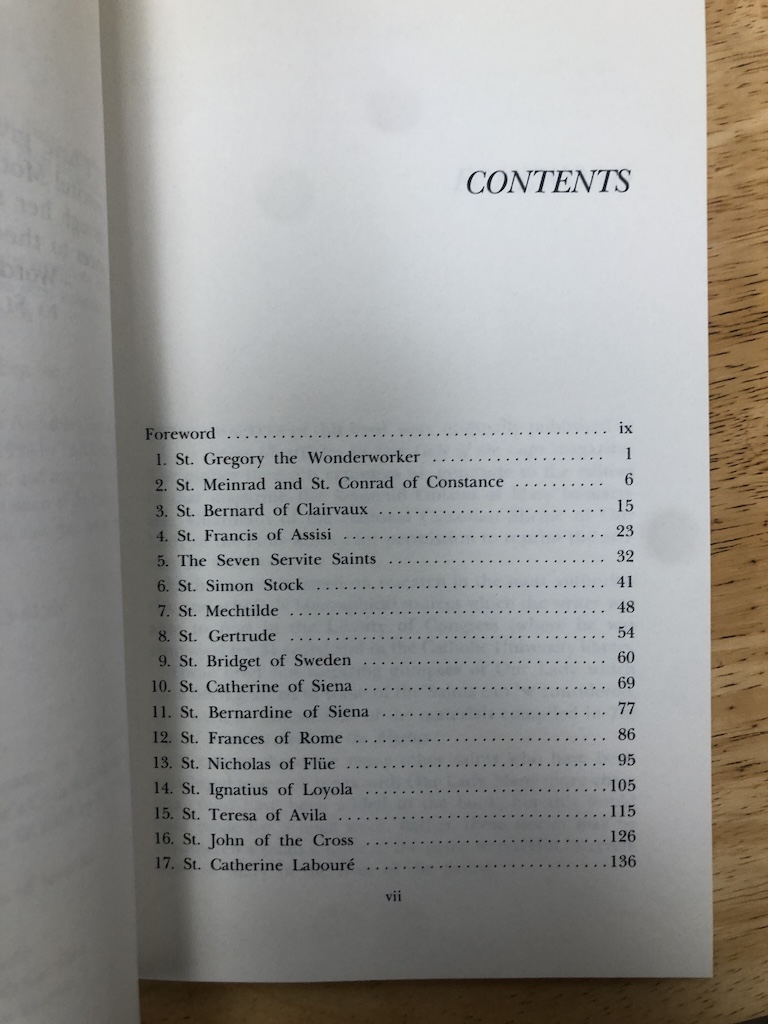 CONTENTS
Foreword ........................................ ix
1. St. Gregory the Wonderworker ................... 1
2. St. Meinrad and St. Conrad of Constance .......... 6
3. St. Bernard of Clairvaux ......................... 15
4. St. Francis of Assisi ............................. 23
5. The Seven Servite Saints ........................ 32
6. St. Simon Stock ................................ 41
7. St. Mechtilde ................................... 48
8. St. Gertrude ................................... 54
9. St. Bridget of Sweden ........................... 60
10. St. Catherine of Siena ........................... 69
11. St. Bernardine of Siena ......................... 77
12. St. Frances of Rome ............................ 86
13. St. Nicholas of Flüe ............................. 95
14. St. Ignatius of Loyola ............................ 105
15. St. Teresa of Avila .............................. 115
16. St. John of the Cross ........................... 126
17. St. Catherine Labouré ........................... 136
vii